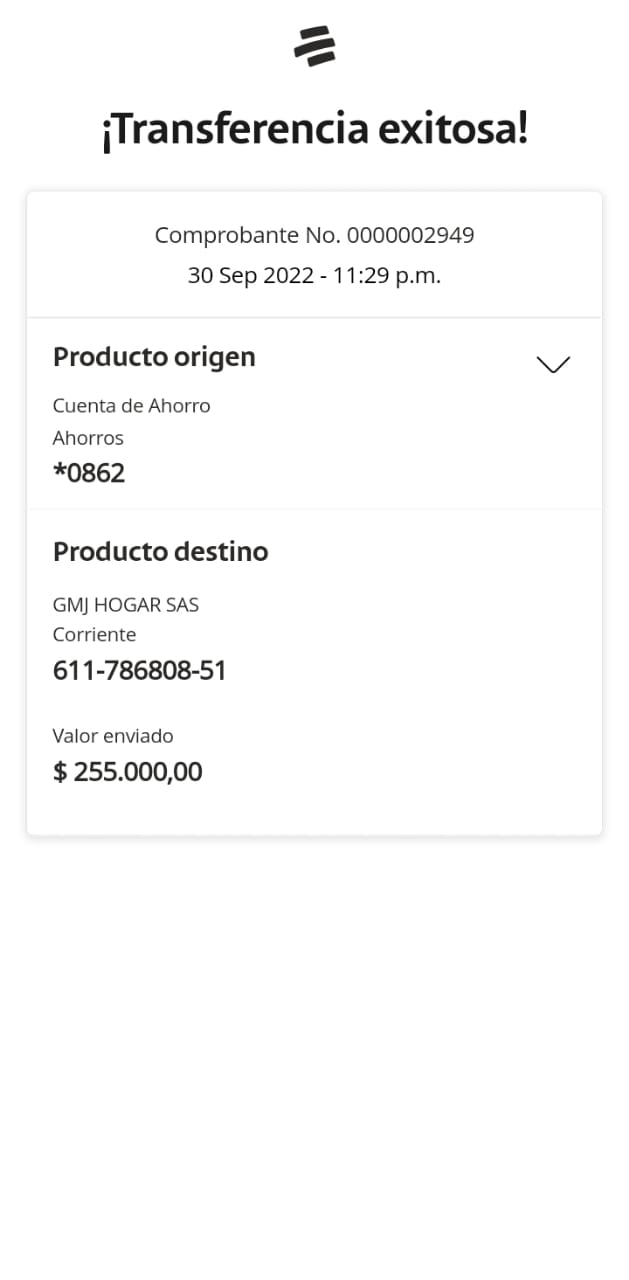 ¡Transferencia exitosa!
Comprobante No. 0000002949
30 Sep 2022 - 11:29 p.m.
Producto origen
Cuenta de Ahorro
Ahorros
*0862
Producto destino
GMJ HOGAR SAS
Corriente
611-786808-51
Valor enviado
$ 255.000,00